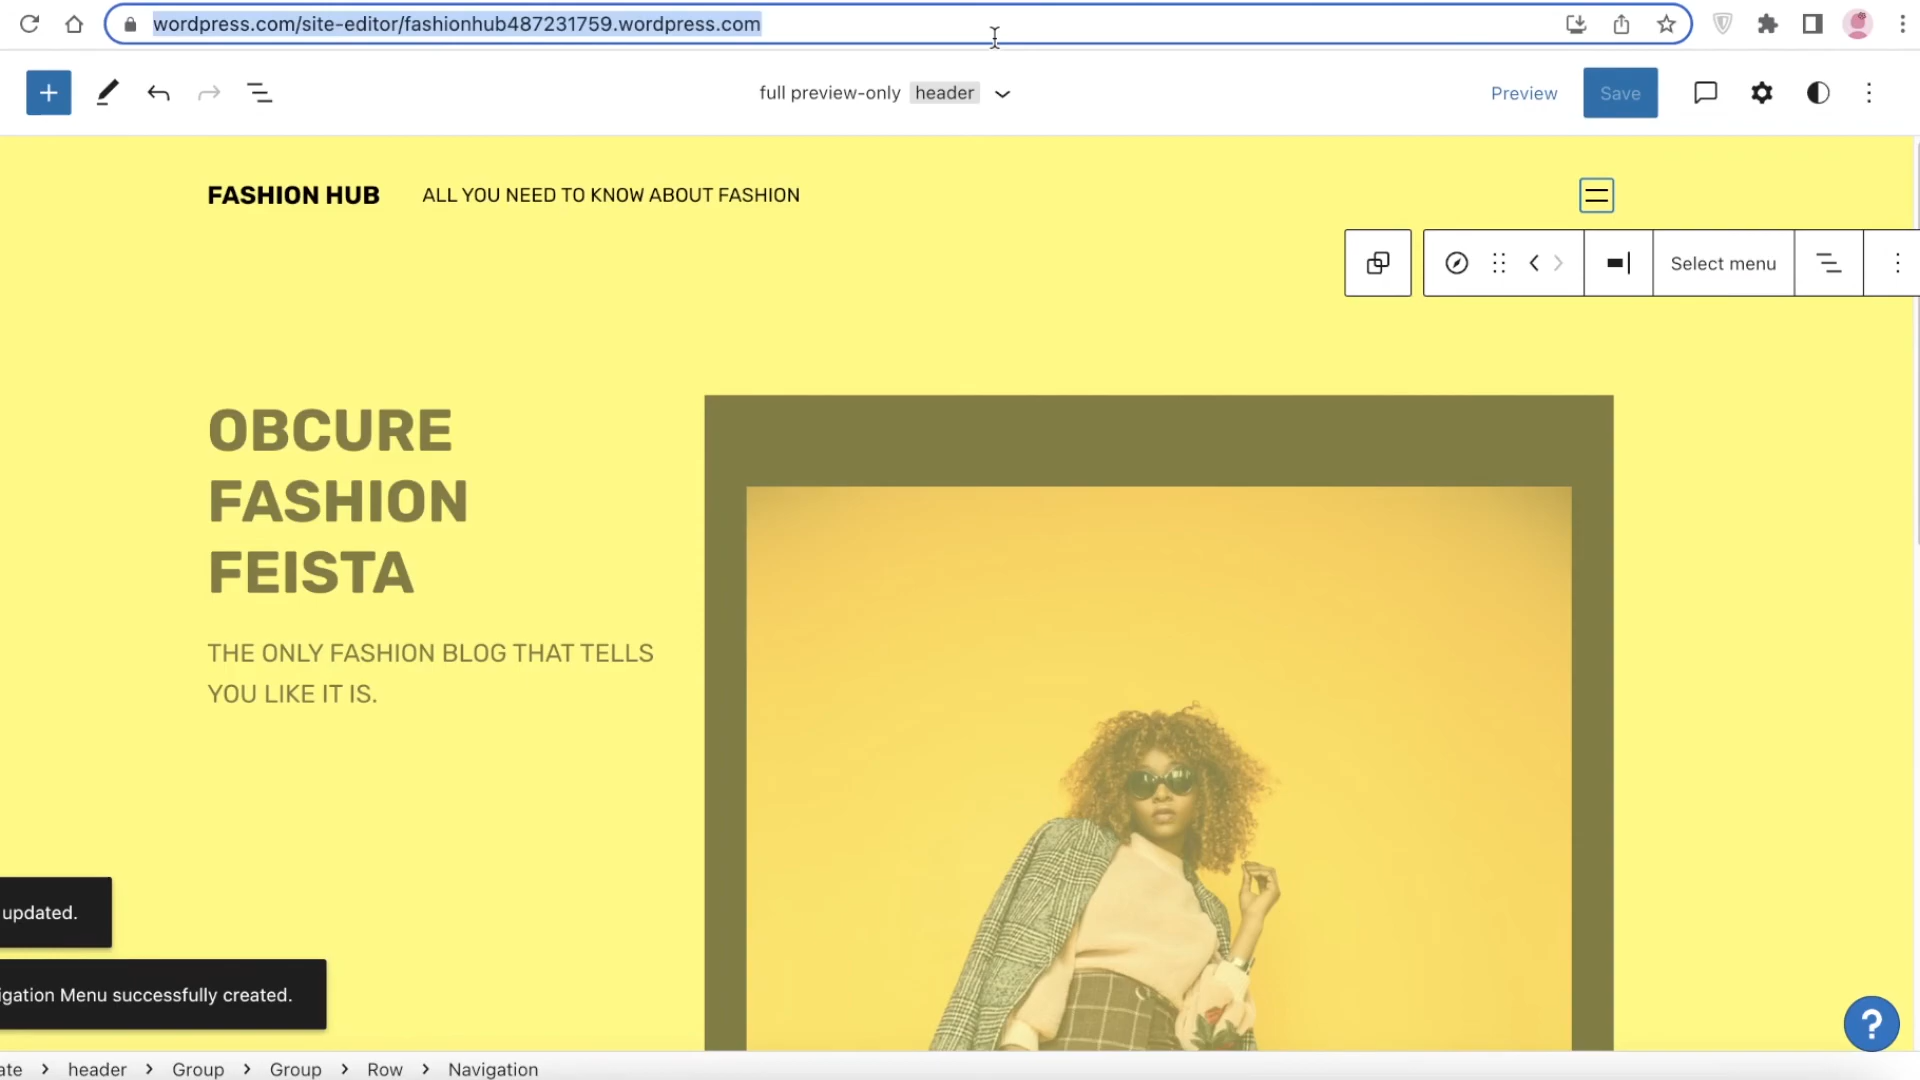 wordpress.com/site-editor/fashionhub487231759.wordpress.com
full preview-only header
Preview
Save
FASHION HUB
ALL YOU NEED TO KNOW ABOUT FASHION
Select menu
OBCURE
FASHION
FEISTA
THE ONLY FASHION BLOG THAT TELLS
YOU LIKE IT IS.
updated.
igation Menu successfully created.
ate > header > Group > Group > Row > Navigation